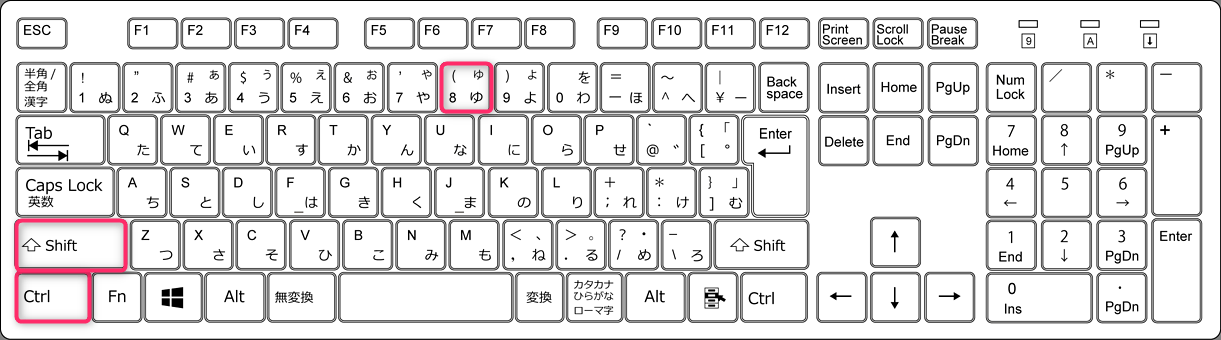 ESC F1 F2 F3 F4 F5 F6 F7 F8 F9 F10 F11 F12 Print Screen Scroll Lock Pause Break 9 A ⬇
半角/全角 漢字 ! 1 ぬ " 2 ふ # ぁ 3 あ $ ぅ 4 う % ぇ 5 え & ぉ 6 お ' ゃ 7 や ( ゅ 8 ゆ ) ょ 9 よ を 0 わ = ー ほ ～ ^ へ | ￥ ー Back space Insert Home PgUp Num Lock ／ ＊ ー
Tab Q た W て E い R す T か Y ん U な I に O ら P せ ` @ ゛ { 「 [ ° Enter Delete End PgDn 7 Home 8 ↑ 9 PgUp +
Caps Lock 英数 A ち S と D し F _ は G き H く J _ ま K の L り + ; れ * : け } 」 ] む 4 ← 5 6 →
⇧ Shift Z つ X さ C そ V ひ B こ N み M も < 、 , ね > 。 . る ? ・ / め _ \ ろ ⇧ Shift ↑ 1 End 2 ↓ 3 PgDn Enter
Ctrl Fn Alt 無変換 変換 カタカナ ひらがな ローマ字 Alt Ctrl ← ↓ → 0 Ins . PgDn